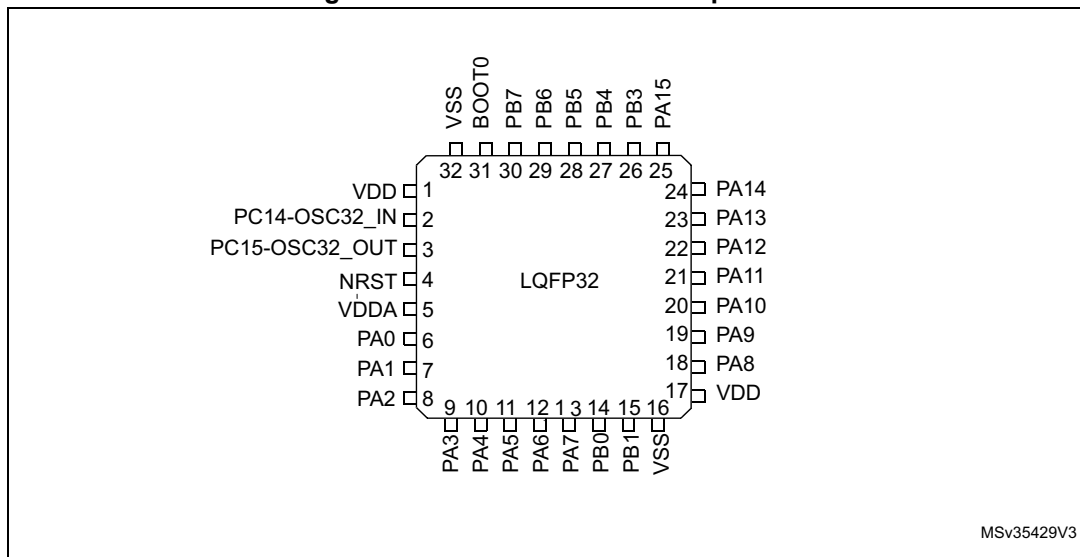 VSS
BOOT0
PB7
PB6
PB5
PB4
PB3
PA15
32 31 30 29 28 27 26 25
VDD 1
PC14-OSC32_IN 2
PC15-OSC32_OUT 3
NRST 4
VDDA 5
PA0 6
PA1 7
PA2 8
LQFP32
24 PA14
23 PA13
22 PA12
21 PA11
20 PA10
19 PA9
18 PA8
17 VDD
9 10 11 12 13 14 15 16
PA3
PA4
PA5
PA6
PA7
PB0
PB1
VSS
MSv35429V3